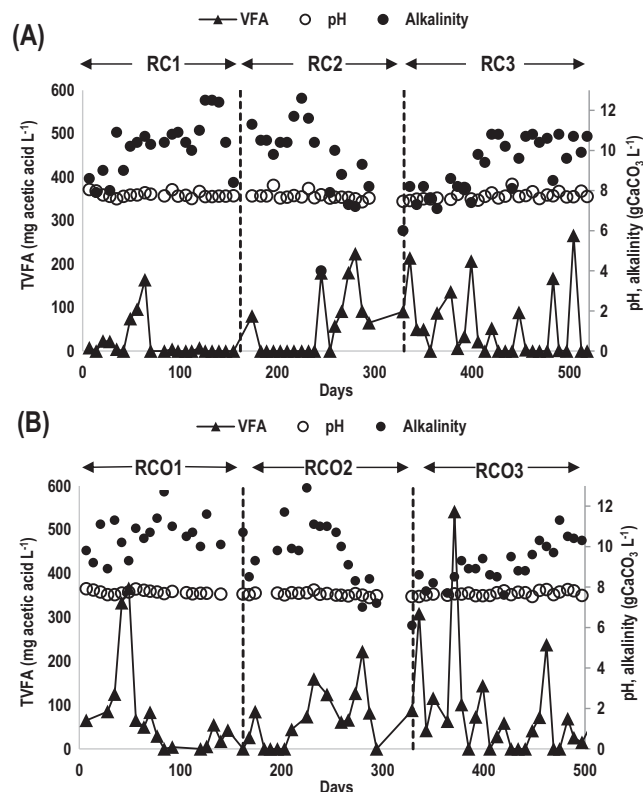 (A)
VFA pH Alkalinity
RC1 RC2 RC3
TVFA (mg acetic acid L⁻¹)
600
500
400
300
200
100
0
0 100 200 300 400 500
Days
12
10
8
6
4
2
0
pH, alkalinity (gCaCO₃ L⁻¹)
(B)
VFA pH Alkalinity
RCO1 RCO2 RCO3
TVFA (mg acetic acid L⁻¹)
600
500
400
300
200
100
0
0 100 200 300 400 500
Days
12
10
8
6
4
2
0
pH, alkalinity (gCaCO₃ L⁻¹)